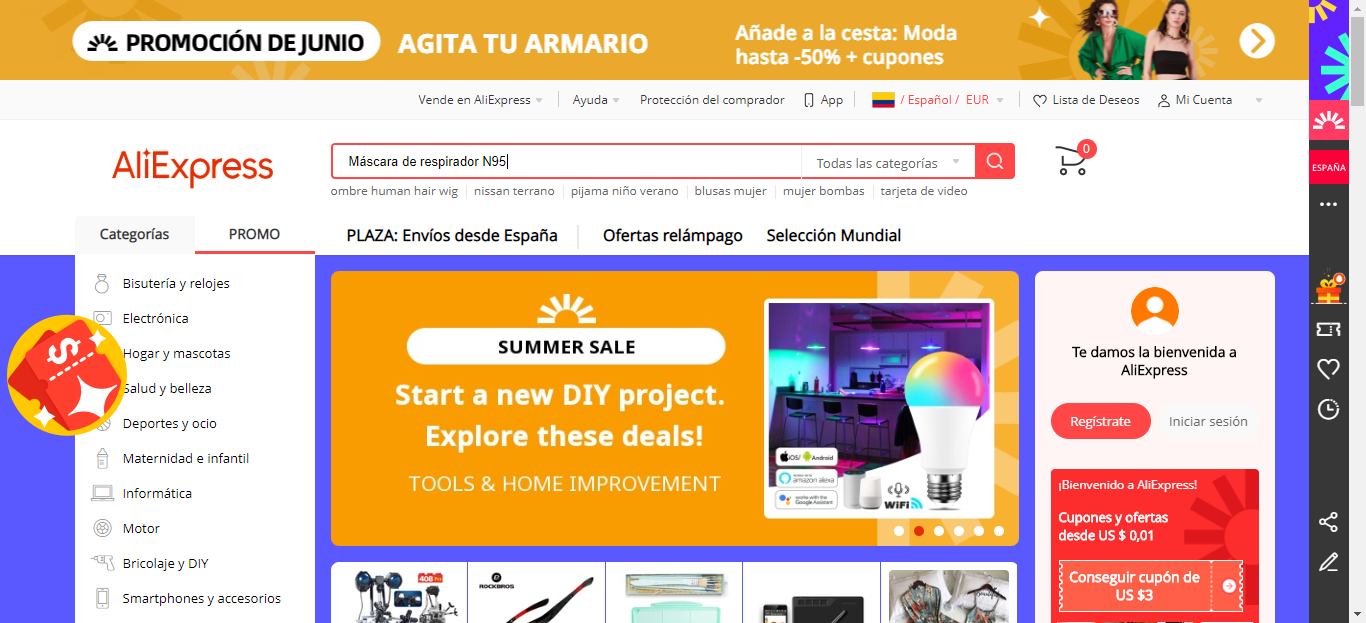 PROMOCIÓN DE JUNIO
AGITA TU ARMARIO
Añade a la cesta: Moda
hasta -50% + cupones
Vende en AliExpress
Ayuda
Protección del comprador
App
/ Español / EUR
Lista de Deseos
Mi Cuenta
ESPAÑA
AliExpress
Máscara de respirador N95
Todas las categorías
0
ombre human hair wig
nissan terrano
pijama niño verano
blusas mujer
mujer bombas
tarjeta de video
Categorías
PROMO
PLAZA: Envíos desde España
Ofertas relámpago
Selección Mundial
Bisutería y relojes
Electrónica
Hogar y mascotas
Salud y belleza
Deportes y ocio
Maternidad e infantil
Informática
Motor
Bricolaje y DIY
Smartphones y accesorios
$
SUMMER SALE
Start a new DIY project.
Explore these deals!
TOOLS & HOME IMPROVEMENT
iOS/ Android
amazon alexa
works with the
Google Assistant
WiFi
Te damos la bienvenida a
AliExpress
Regístrate
Iniciar sesión
¡Bienvenido a AliExpress!
Cupones y ofertas
desde US $ 0,01
Conseguir cupón de
US $3
408 Pcs
ROCKBROS